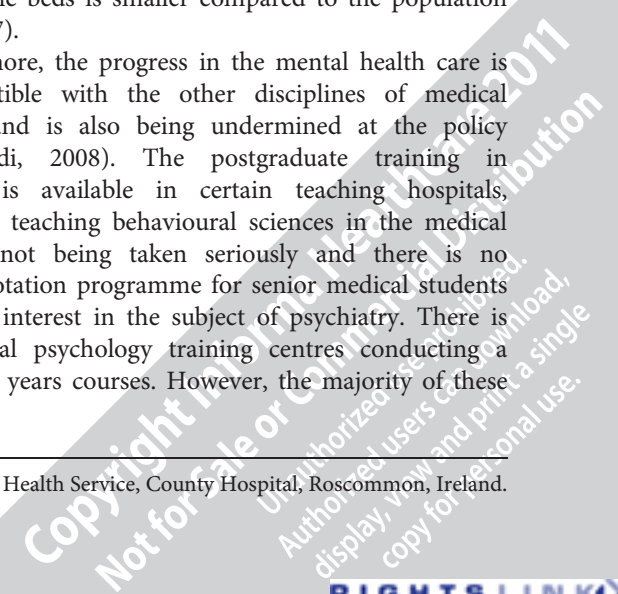 e beds is smaller compared to the population
7).
nore, the progress in the mental health care is
tible with the other disciplines of medical
and is also being undermined at the policy
di, 2008). The postgraduate training in
is available in certain teaching hospitals,
teaching behavioural sciences in the medical
not being taken seriously and there is no
otation programme for senior medical students
interest in the subject of psychiatry. There is
al psychology training centres conducting a
years courses. However, the majority of these
Health Service, County Hospital, Roscommon, Ireland.
Copyright Informa Healthcare 2011
Not for Sale or Commercial Distribution
Unauthorized use prohibited.
Authorized users can download,
display, view and print a single
copy for personal use.
RIGHTSLINK